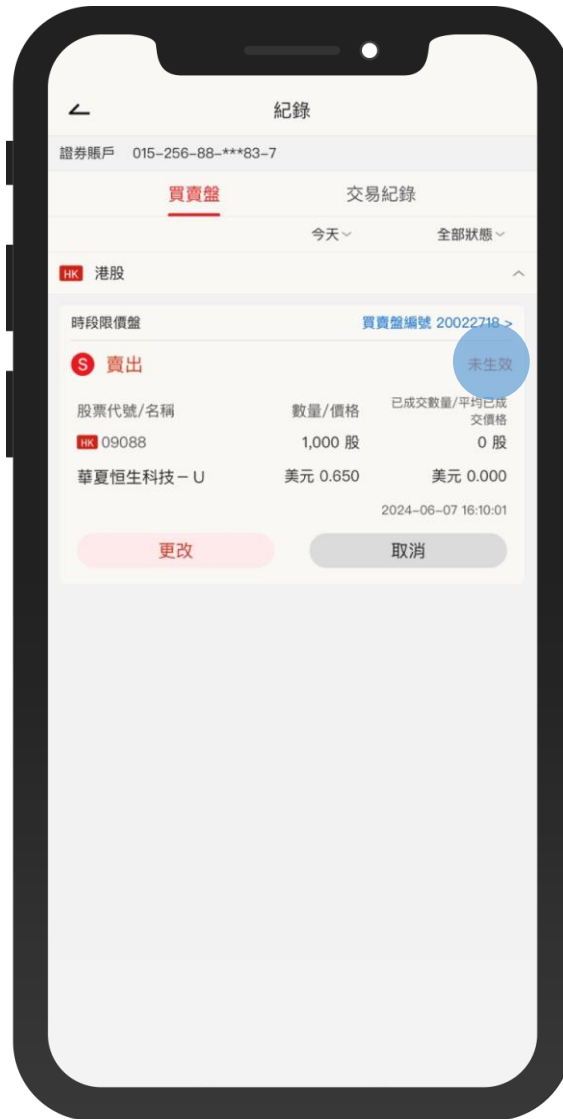 紀錄
證券賬戶 015-256-88-***83-7
買賣盤 交易紀錄
今天 全部狀態
HK 港股
時段限價盤 買賣盤編號 20022718 >
S 賣出 未生效
股票代號/名稱 數量/價格 已成交數量/平均已成
交價格
HK 09088 1,000 股 0 股
華夏恒生科技－U 美元 0.650 美元 0.000
2024-06-07 16:10:01
更改 取消